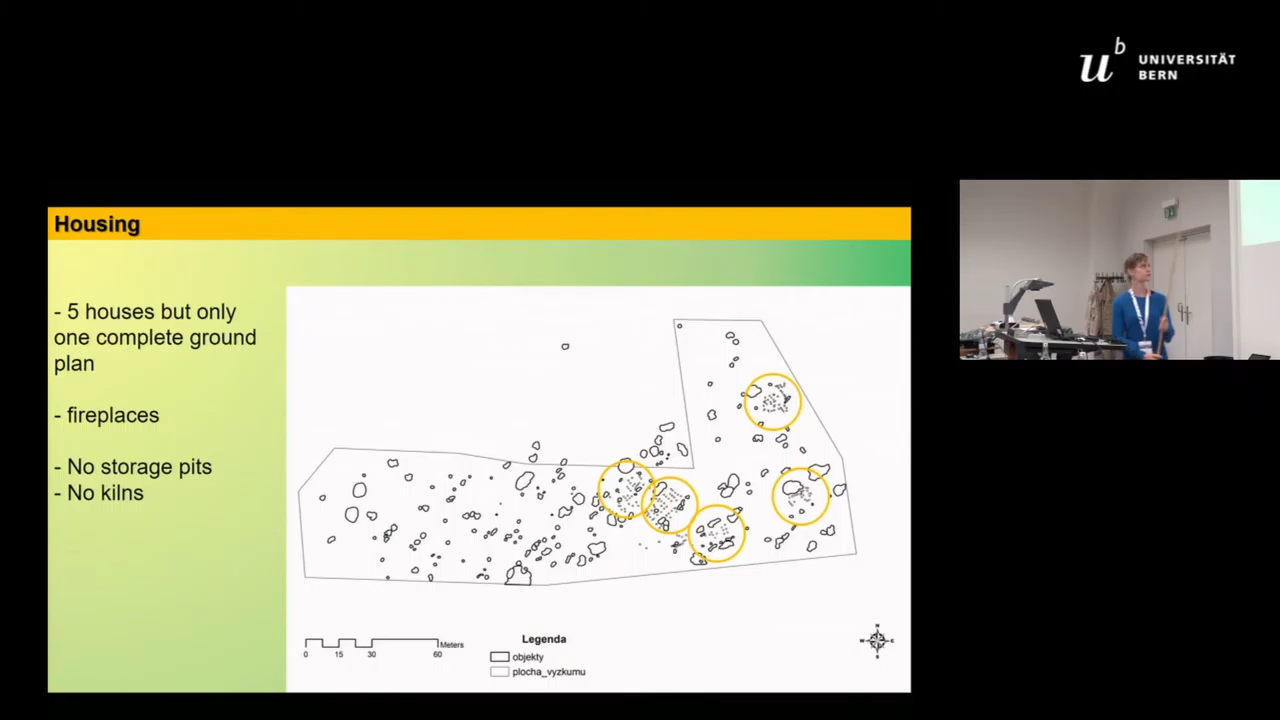 u^b
UNIVERSITÄT
BERN
Housing
- 5 houses but only
one complete ground
plan
- fireplaces
- No storage pits
- No kilns
Meters
0 15 30 60
Legenda
objekty
plocha_vyzkumu
N
W E
S